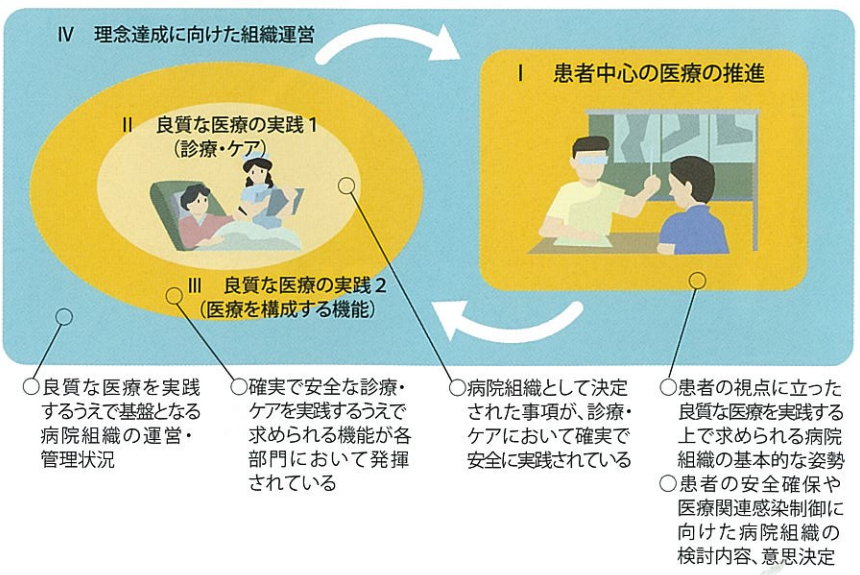 Ⅳ 理念達成に向けた組織運営
Ⅰ 患者中心の医療の推進
Ⅱ 良質な医療の実践1
(診療・ケア)
Ⅲ 良質な医療の実践2
(医療を構成する機能)
○良質な医療を実践
するうえで基盤となる
病院組織の運営・
管理状況
○確実で安全な診療・
ケアを実践するうえで
求められる機能が各
部門において発揮
されている
○病院組織として決定
された事項が、診療・
ケアにおいて確実で
安全に実践されている
○患者の視点に立った
良質な医療を実践する
上で求められる病院
組織の基本的な姿勢
○患者の安全確保や
医療関連感染制御に
向けた病院組織の
検討内容、意思決定